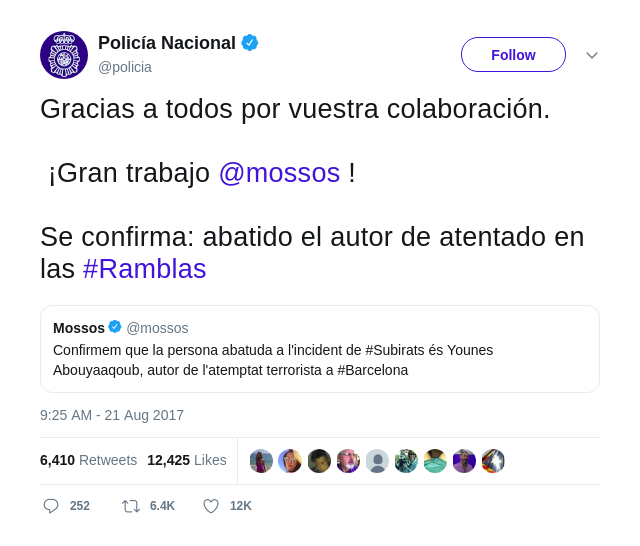 Policía Nacional
@policia
Follow
Gracias a todos por vuestra colaboración.
¡Gran trabajo @mossos !
Se confirma: abatido el autor de atentado en
las #Ramblas
Mossos @mossos
Confirmem que la persona abatuda a l'incident de #Subirats és Younes
Abouyaaqoub, autor de l'atemptat terrorista a #Barcelona
9:25 AM - 21 Aug 2017
6,410 Retweets 12,425 Likes
252 6.4K 12K